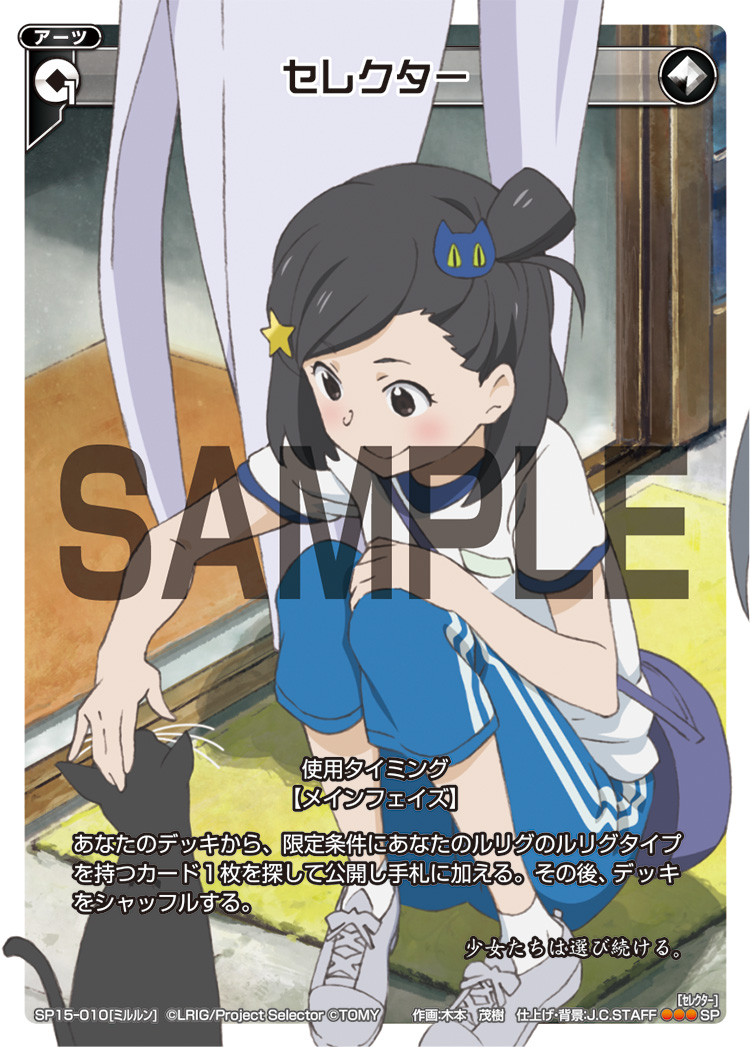 アーツ
セレクター
1
SAMPLE
使用タイミング
【メインフェイズ】
あなたのデッキから、限定条件にあなたのルリグのルリグタイプ
を持つカード１枚を探して公開し手札に加える。その後、デッキ
をシャッフルする。
少女たちは選び続ける。
[セレクター]
SP15-010[ミルルン] ©LRIG/Project Selector ©TOMY 作画:木本 茂樹 仕上げ・背景:J.C.STAFF SP